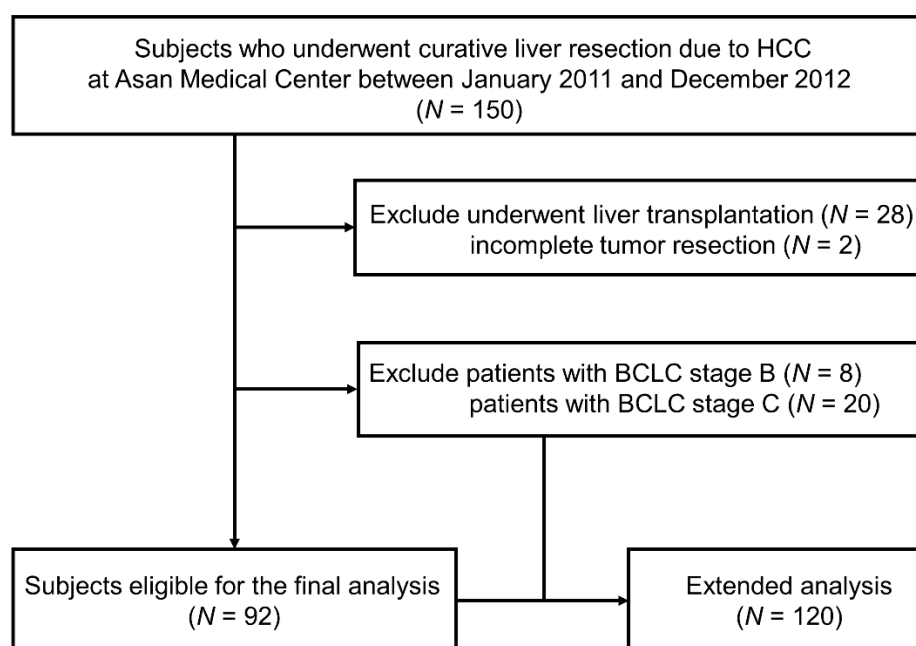 Subjects who underwent curative liver resection due to HCC
at Asan Medical Center between January 2011 and December 2012
(N = 150)
Exclude underwent liver transplantation (N = 28)
incomplete tumor resection (N = 2)
Exclude patients with BCLC stage B (N = 8)
patients with BCLC stage C (N = 20)
Subjects eligible for the final analysis
(N = 92)
Extended analysis
(N = 120)